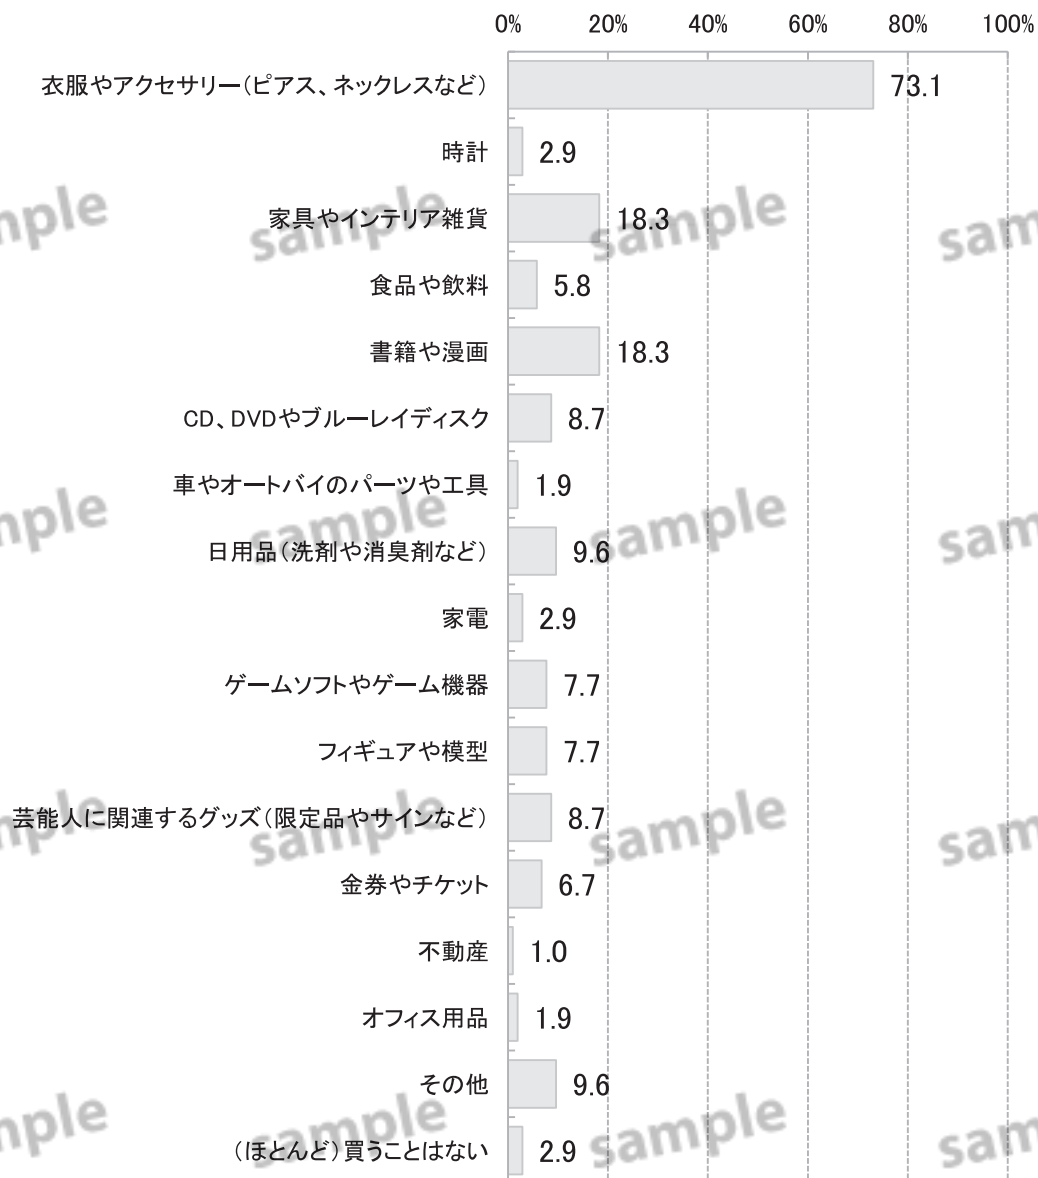 0% 20% 40% 60% 80% 100%
衣服やアクセサリー(ピアス、ネックレスなど) 73.1
時計 2.9
家具やインテリア雑貨 18.3
食品や飲料 5.8
書籍や漫画 18.3
CD、DVDやブルーレイディスク 8.7
車やオートバイのパーツや工具 1.9
日用品(洗剤や消臭剤など) 9.6
家電 2.9
ゲームソフトやゲーム機器 7.7
フィギュアや模型 7.7
芸能人に関連するグッズ(限定品やサインなど) 8.7
金券やチケット 6.7
不動産 1.0
オフィス用品 1.9
その他 9.6
(ほとんど)買うことはない 2.9
mple sample sample sam
mple sample sample sam
mple sample sample sam
mple sample sample sam